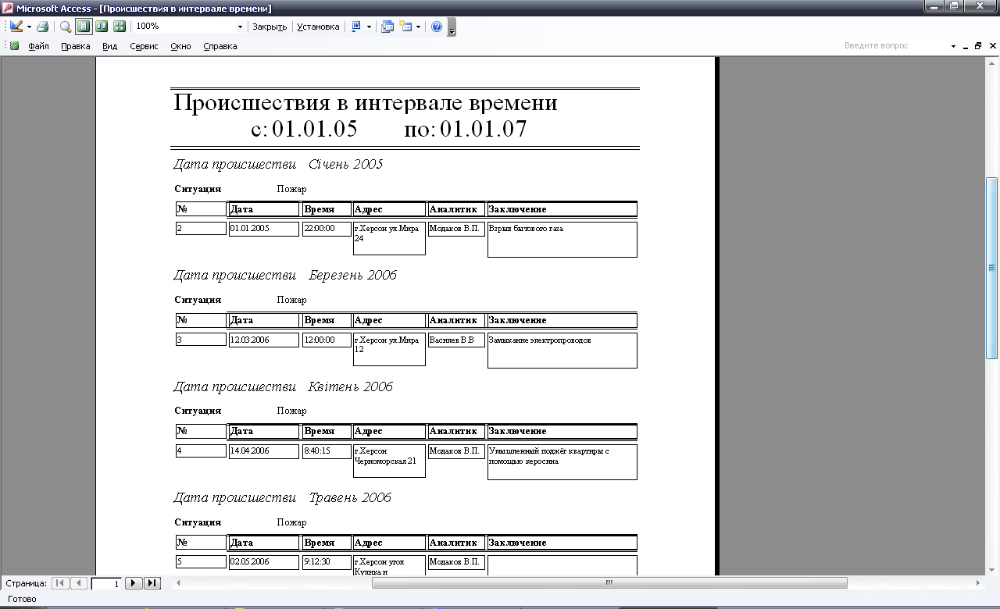 Microsoft Access - [Происшествия в интервале времени]
100% Закрыть Установка
Файл Правка Вид Сервис Окно Справка Введите вопрос
Происшествия в интервале времени
с: 01.01.05 по: 01.01.07
Дата происшестви Січень 2005
Ситуация Пожар
№ Дата Время Адрес Аналитик Заключение
2 01.01.2005 22:00:00 г.Херсон ул.Мира Модаков В.П. Взрыв бытового газа
24
Дата происшестви Березень 2006
Ситуация Пожар
№ Дата Время Адрес Аналитик Заключение
3 12.03.2006 12:00:00 г.Херсон ул.Мира Василев В.В Замыкание электропроводов
12
Дата происшестви Квітень 2006
Ситуация Пожар
№ Дата Время Адрес Аналитик Заключение
4 14.04.2006 8:40:15 г.Херсон Модаков В.П. Умышленный поджёг квартиры с
Черноморская 21 помощью керосина
Дата происшестви Травень 2006
Ситуация Пожар
№ Дата Время Адрес Аналитик Заключение
5 02.05.2006 9:12:30 г.Херсон угол Модаков В.П.
Кулика и
Страница: 1
Готово